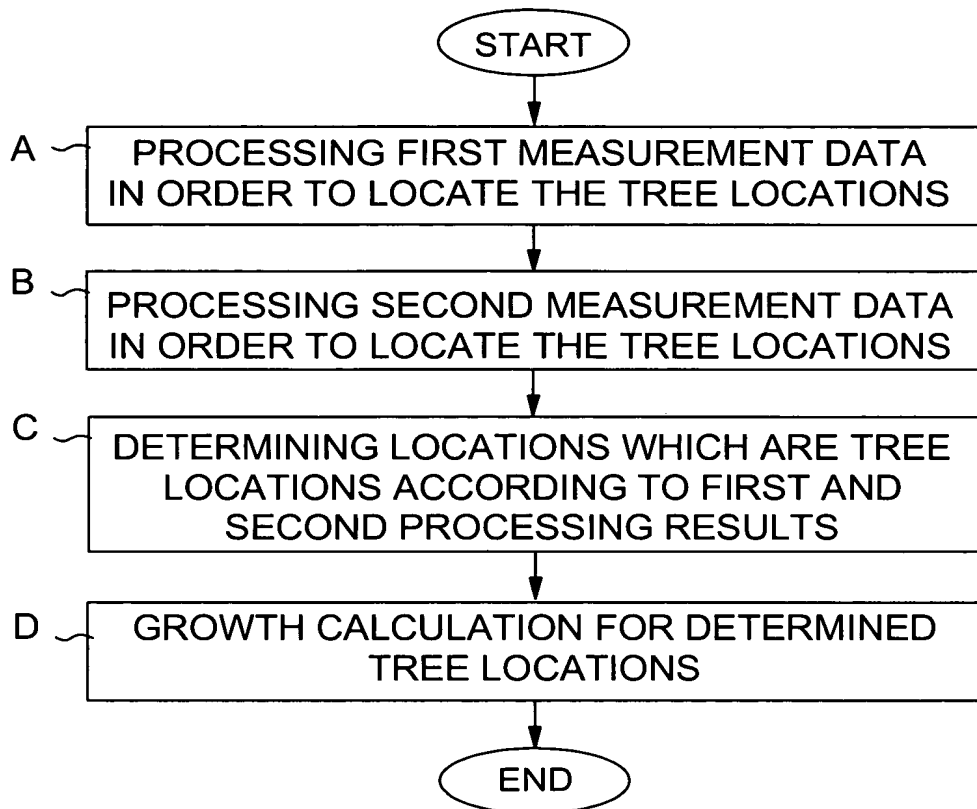 START
A
PROCESSING FIRST MEASUREMENT DATA
IN ORDER TO LOCATE THE TREE LOCATIONS
B
PROCESSING SECOND MEASUREMENT DATA
IN ORDER TO LOCATE THE TREE LOCATIONS
C
DETERMINING LOCATIONS WHICH ARE TREE
LOCATIONS ACCORDING TO FIRST AND
SECOND PROCESSING RESULTS
D
GROWTH CALCULATION FOR DETERMINED
TREE LOCATIONS
END